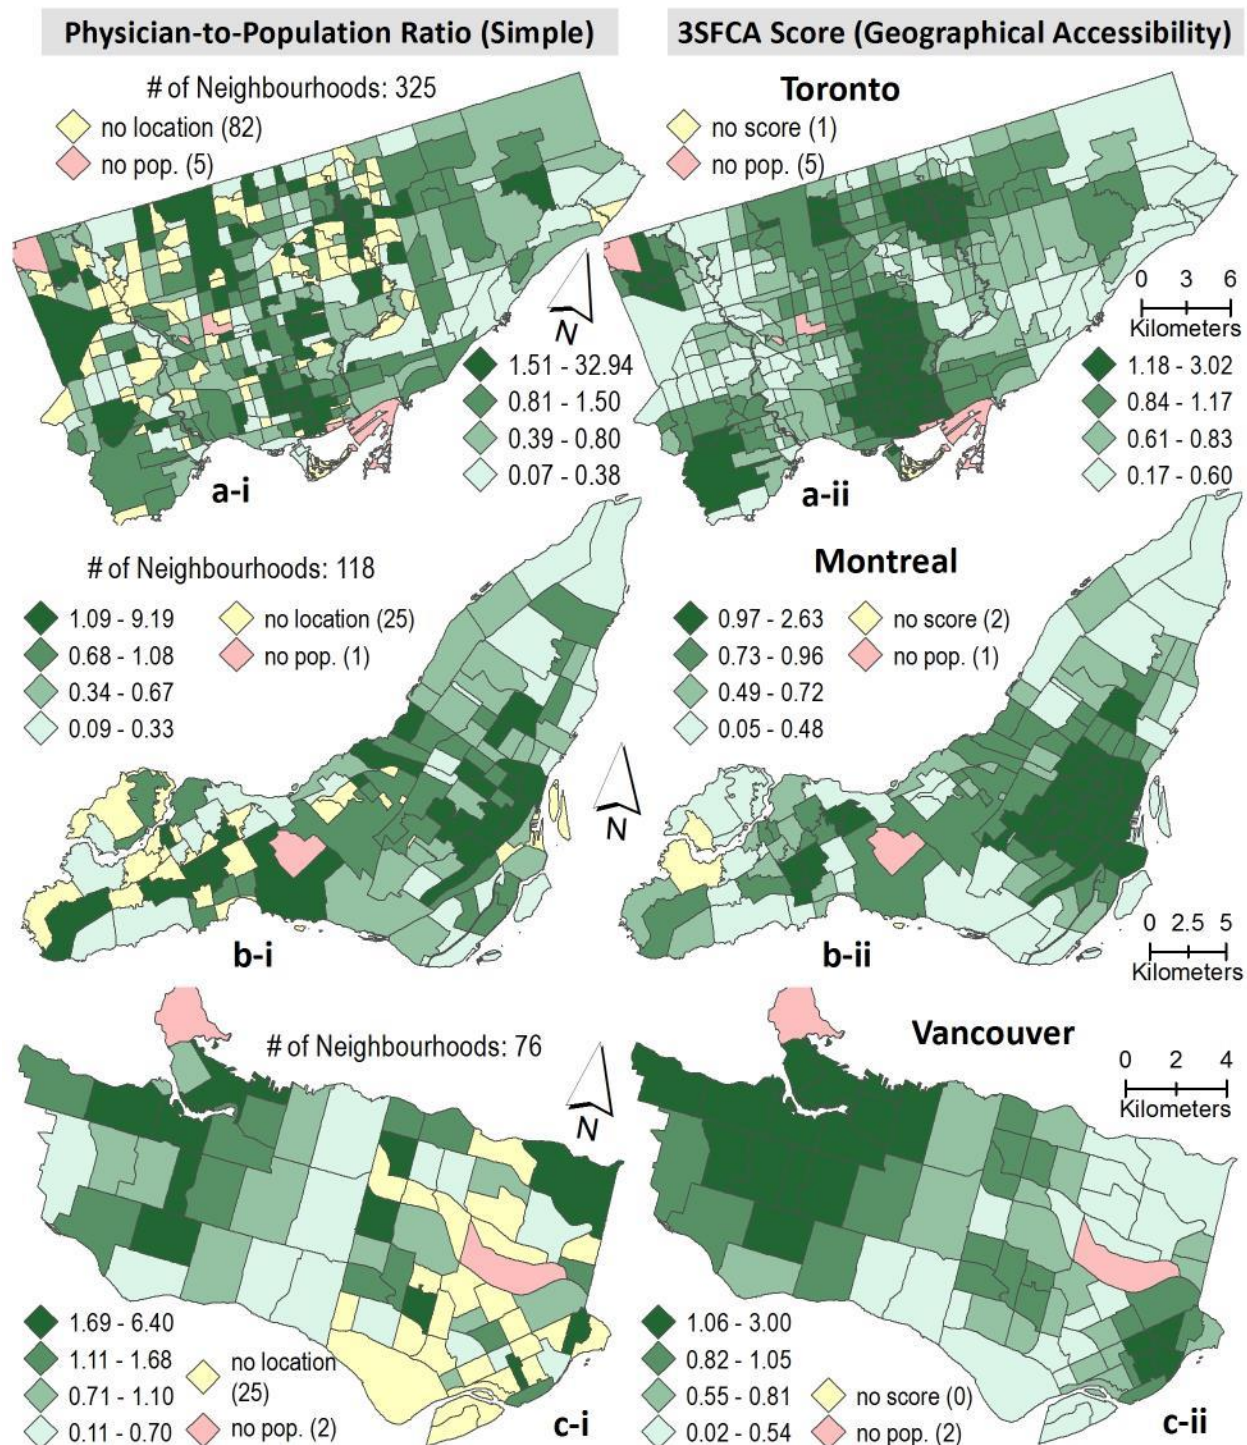 Physician-to-Population Ratio (Simple)
3SFCA Score (Geographical Accessibility)
# of Neighbourhoods: 325
no location (82)
no pop. (5)
Toronto
no score (1)
no pop. (5)
N
1.51 - 32.94
0.81 - 1.50
0.39 - 0.80
0.07 - 0.38
a-i
0 3 6
Kilometers
1.18 - 3.02
0.84 - 1.17
0.61 - 0.83
0.17 - 0.60
a-ii
# of Neighbourhoods: 118
1.09 - 9.19
0.68 - 1.08
0.34 - 0.67
0.09 - 0.33
no location (25)
no pop. (1)
b-i
Montreal
0.97 - 2.63
0.73 - 0.96
0.49 - 0.72
0.05 - 0.48
no score (2)
no pop. (1)
N
b-ii
0 2.5 5
Kilometers
# of Neighbourhoods: 76
N
1.69 - 6.40
1.11 - 1.68
0.71 - 1.10
0.11 - 0.70
no location
(25)
no pop. (2)
c-i
Vancouver
0 2 4
Kilometers
1.06 - 3.00
0.82 - 1.05
0.55 - 0.81
0.02 - 0.54
no score (0)
no pop. (2)
c-ii